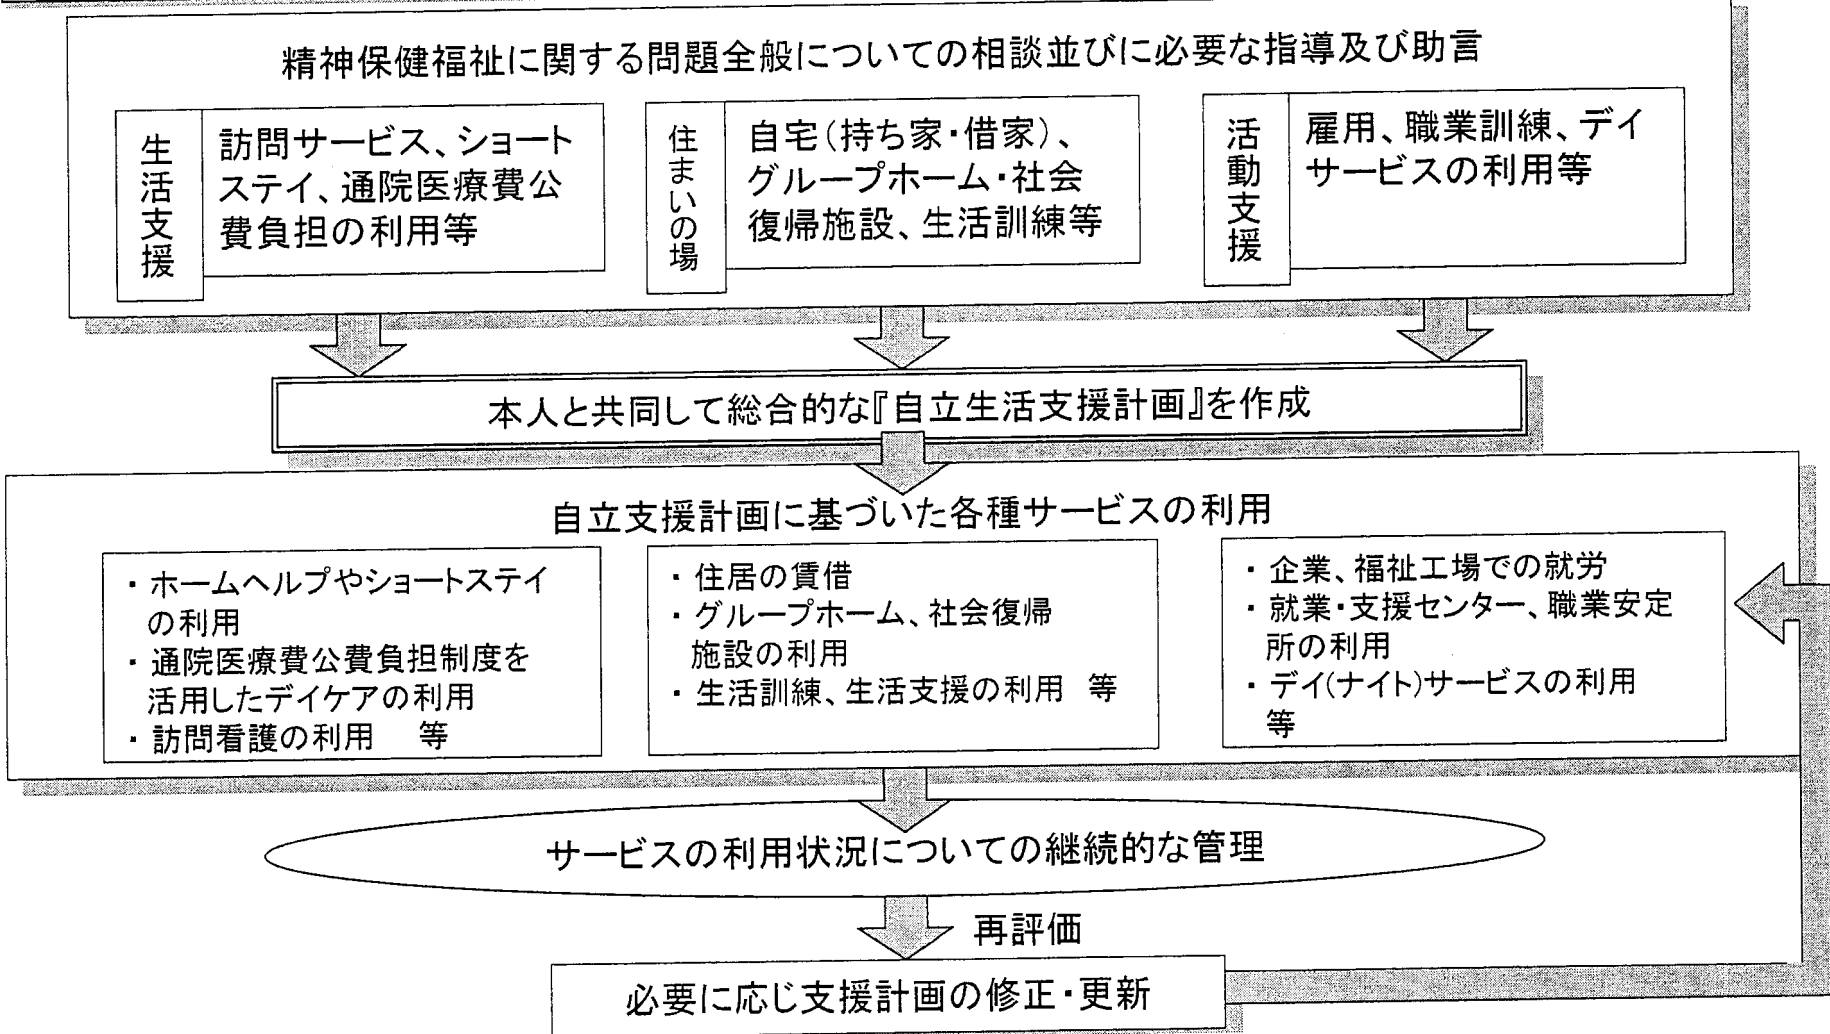 精神保健福祉に関する問題全般についての相談並びに必要な指導及び助言
生活支援
訪問サービス、ショート
ステイ、通院医療費公
費負担の利用等
住まいの場
自宅(持ち家・借家)、
グループホーム・社会
復帰施設、生活訓練等
活動支援
雇用、職業訓練、デイ
サービスの利用等
本人と共同して総合的な『自立生活支援計画』を作成
自立支援計画に基づいた各種サービスの利用
・ホームヘルプやショートステイ
の利用
・通院医療費公費負担制度を
活用したデイケアの利用
・訪問看護の利用　等
・住居の賃借
・グループホーム、社会復帰
施設の利用
・生活訓練、生活支援の利用　等
・企業、福祉工場での就労
・就業・支援センター、職業安定
所の利用
・デイ(ナイト)サービスの利用
等
サービスの利用状況についての継続的な管理
再評価
必要に応じ支援計画の修正・更新